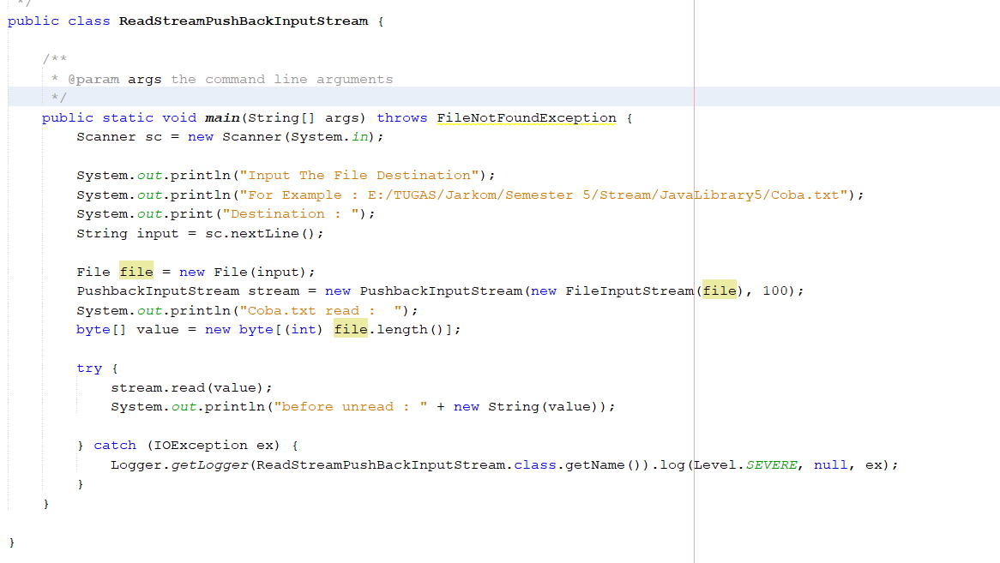 */
public class ReadStreamPushBackInputStream {
/**
* @param args the command line arguments
*/
public static void main(String[] args) throws FileNotFoundException {
Scanner sc = new Scanner(System.in);
System.out.println("Input The File Destination");
System.out.println("For Example : E:/TUGAS/Jarkom/Semester 5/Stream/JavaLibrary5/Coba.txt");
System.out.print("Destination : ");
String input = sc.nextLine();
File file = new File(input);
PushbackInputStream stream = new PushbackInputStream(new FileInputStream(file), 100);
System.out.println("Coba.txt read :  ");
byte[] value = new byte[(int) file.length()];
try {
stream.read(value);
System.out.println("before unread : " + new String(value));
} catch (IOException ex) {
Logger.getLogger(ReadStreamPushBackInputStream.class.getName()).log(Level.SEVERE, null, ex);
}
}
}